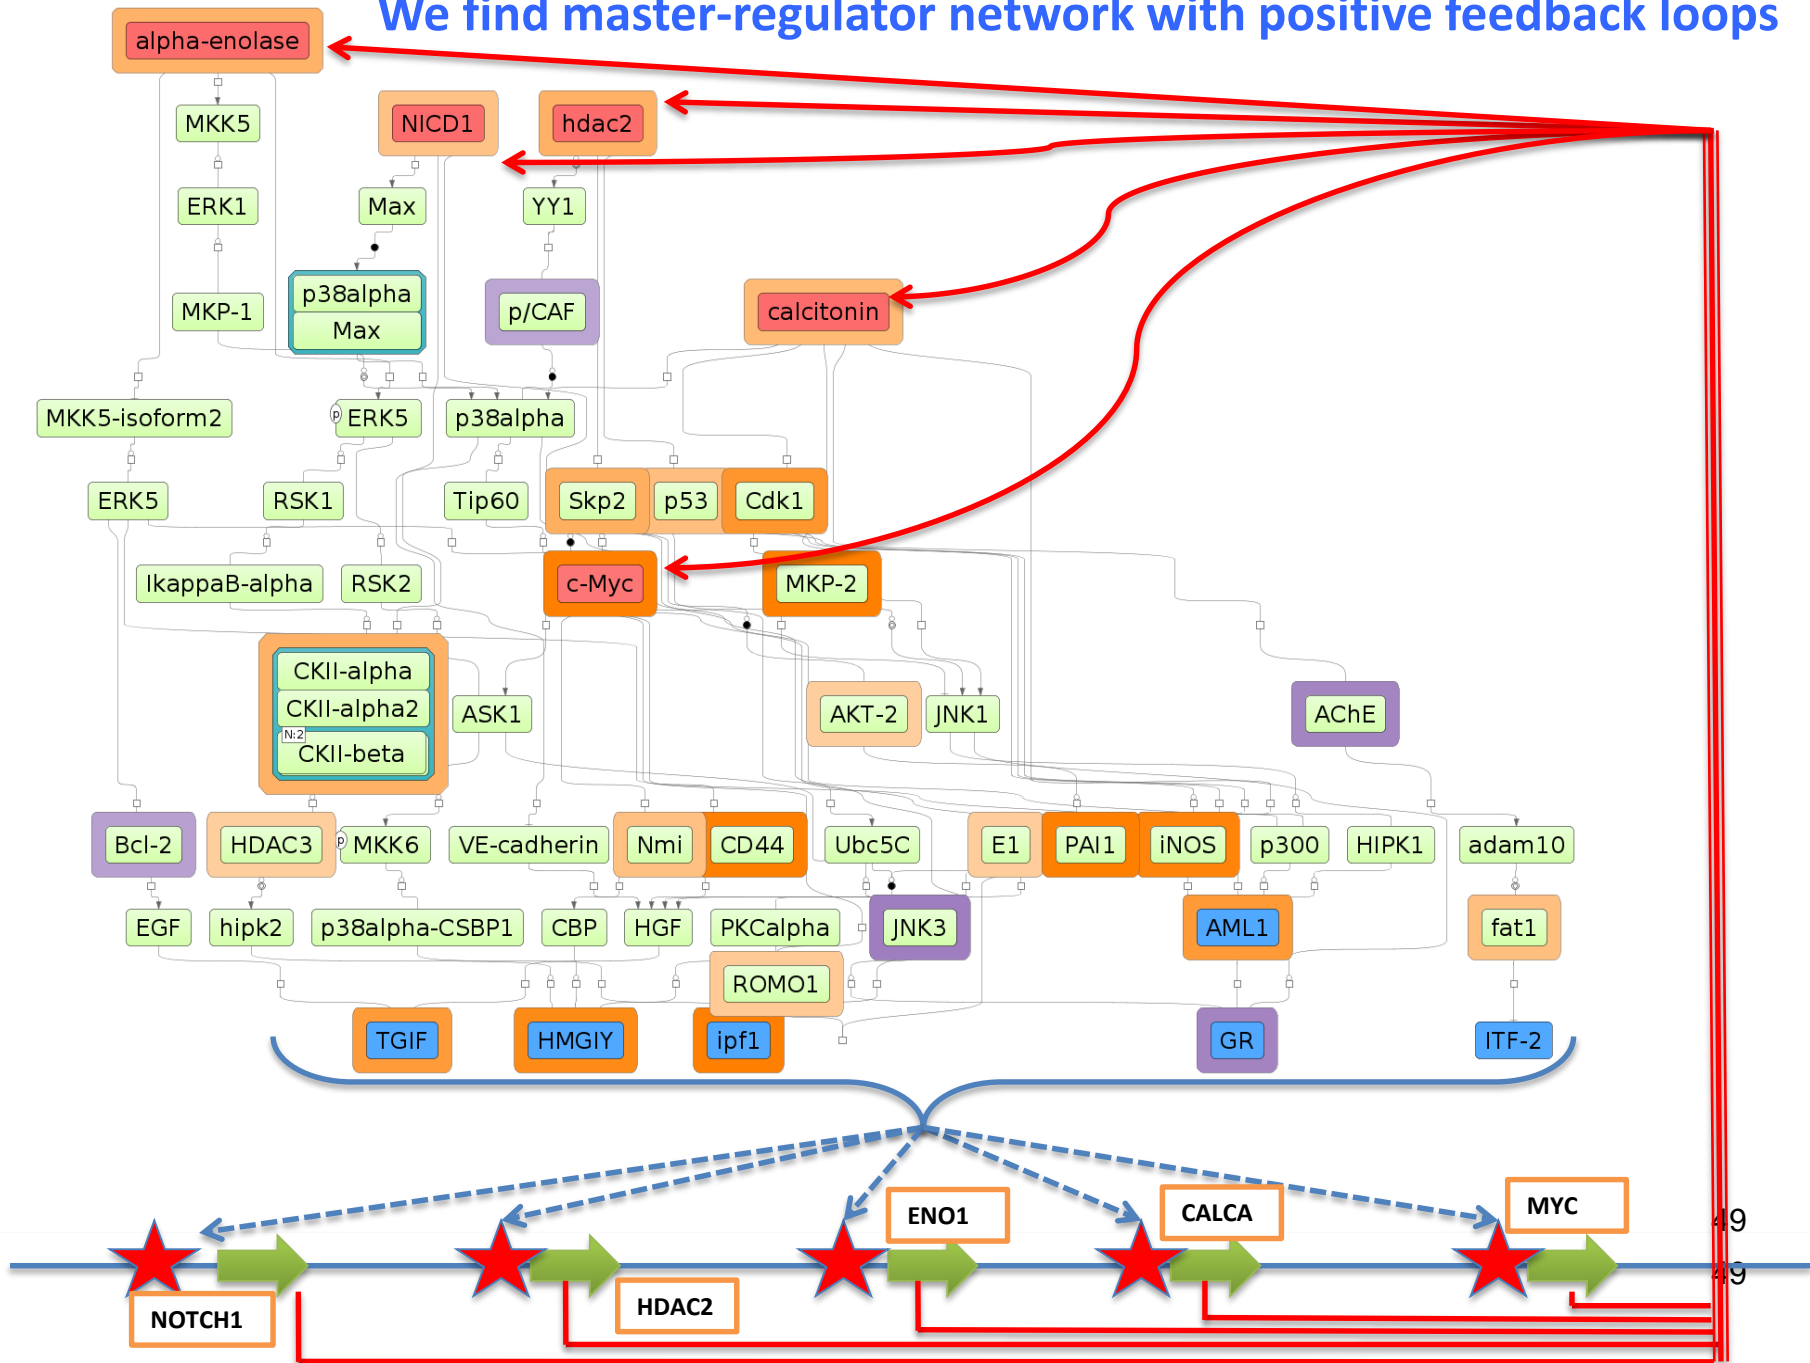 We find master-regulator network with positive feedback loops
alpha-enolase
MKK5
NICD1
hdac2
ERK1
Max
YY1
MKP-1
p38alpha
Max
p/CAF
calcitonin
MKK5-isoform2
p
ERK5
p38alpha
ERK5
RSK1
Tip60
Skp2
p53
Cdk1
IkappaB-alpha
RSK2
c-Myc
MKP-2
CKII-alpha
CKII-alpha2
N:2
CKII-beta
ASK1
AKT-2
JNK1
AChE
Bcl-2
HDAC3
p
MKK6
VE-cadherin
Nmi
CD44
Ubc5C
E1
PAI1
iNOS
p300
HIPK1
adam10
EGF
hipk2
p38alpha-CSBP1
CBP
HGF
PKCalpha
JNK3
AML1
fat1
ROMO1
TGIF
HMGIY
ipf1
GR
ITF-2
ENO1
CALCA
MYC
49
49
NOTCH1
HDAC2